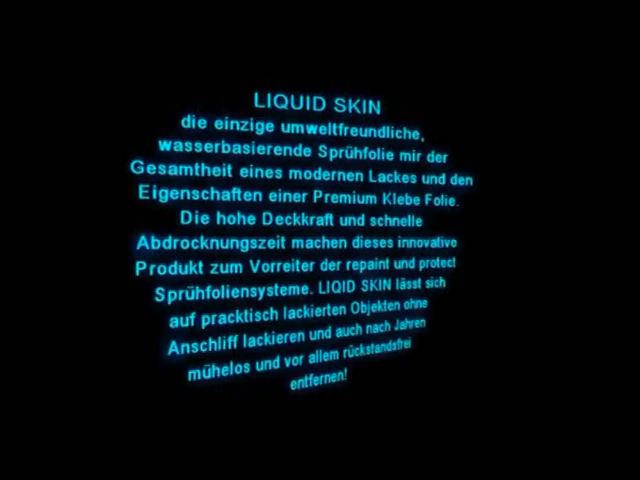 LIQUID SKIN
die einzige umweltfreundliche,
wasserbasierende Sprühfolie mir der
Gesamtheit eines modernen Lackes und den
Eigenschaften einer Premium Klebe Folie.
Die hohe Deckkraft und schnelle
Abdrocknungszeit machen dieses innovative
Produkt zum Vorreiter der repaint und protect
Sprühfoliensysteme. LIQID SKIN lässt sich
auf pracktisch lackierten Objekten ohne
Anschliff lackieren und auch nach Jahren
mühelos und vor allem rückstandsfrei
entfernen!